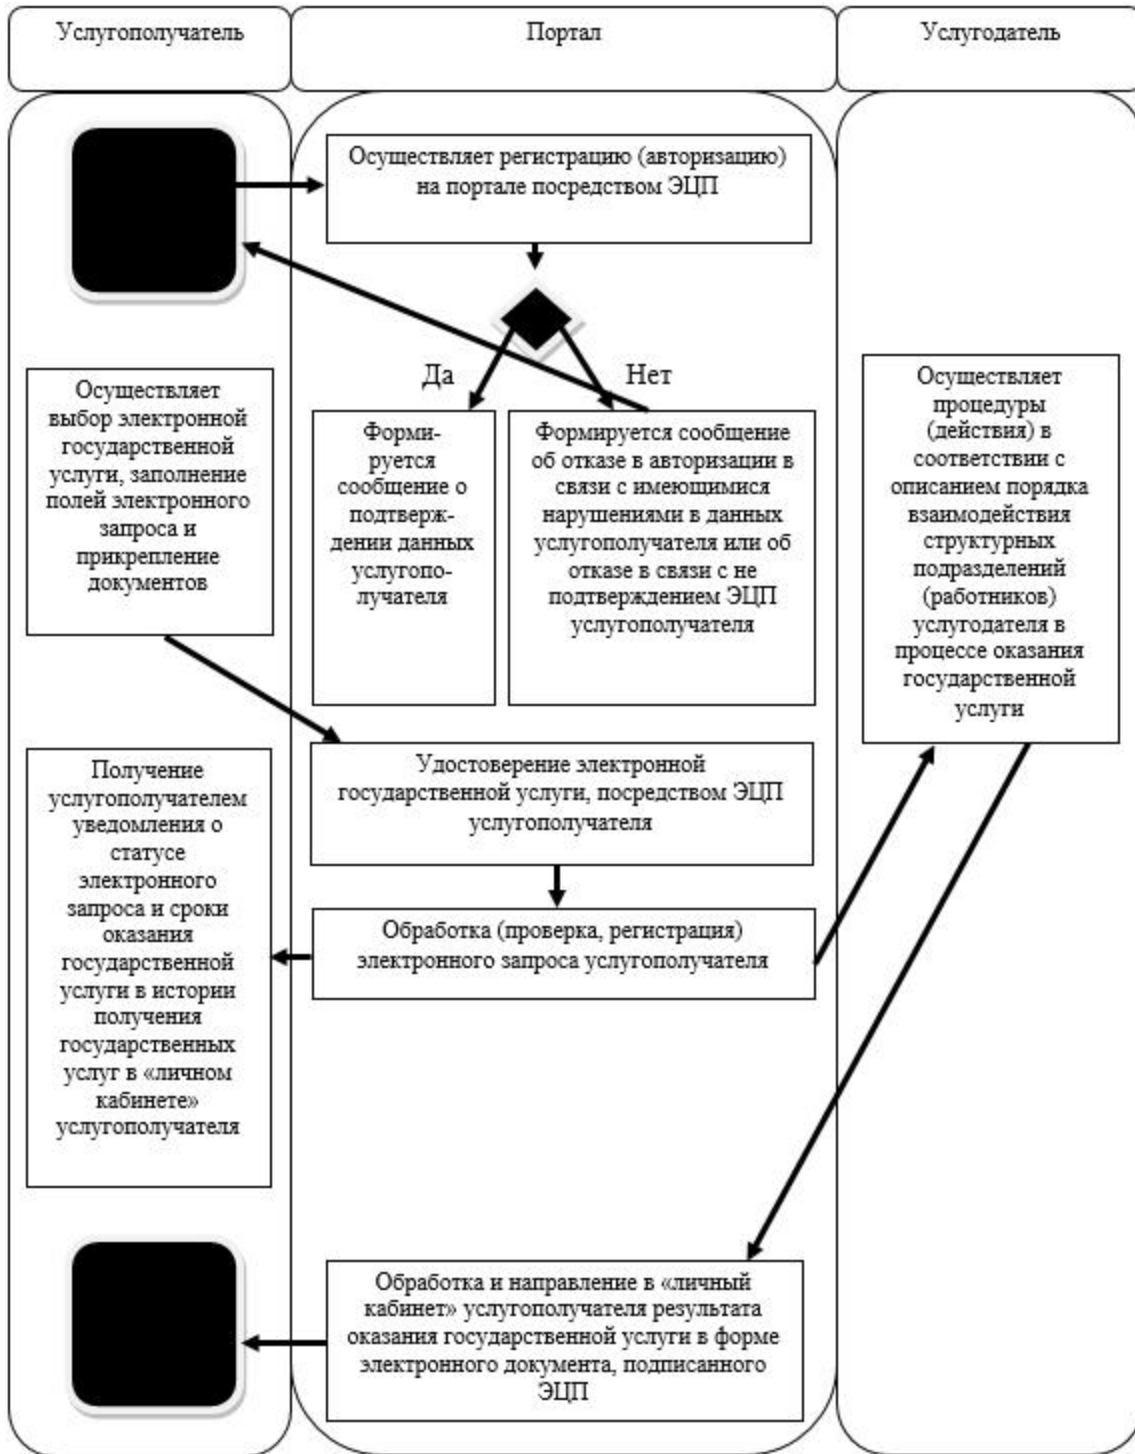 Услугополучатель
Портал
Услугодатель
Осуществляет регистрацию (авторизацию)
на портале посредством ЭЦП
Да
Нет
Осуществляет
выбор электронной
государственной
услуги, заполнение
полей электронного
запроса и
прикрепление
документов
Форми-
руется
сообщение о
подтверж-
дении данных
услугопо-
лучателя
Формируется сообщение
об отказе в авторизации в
связи с имеющимися
нарушениями в данных
услугополучателя или об
отказе в связи с не
подтверждением ЭЦП
услугополучателя
Осуществляет
процедуры
(действия) в
соответствии с
описанием порядка
взаимодействия
структурных
подразделений
(работников)
услугодателя в
процессе оказания
государственной
услуги
Удостоверение электронной
государственной услуги, посредством ЭЦП
услугополучателя
Получение
услугополучателем
уведомления о
статусе
электронного
запроса и сроки
оказания
государственной
услуги в истории
получения
государственных
услуг в «личном
кабинете»
услугополучателя
Обработка (проверка, регистрация)
электронного запроса услугополучателя
Обработка и направление в «личный
кабинет» услугополучателя результата
оказания государственной услуги в форме
электронного документа, подписанного
ЭЦП